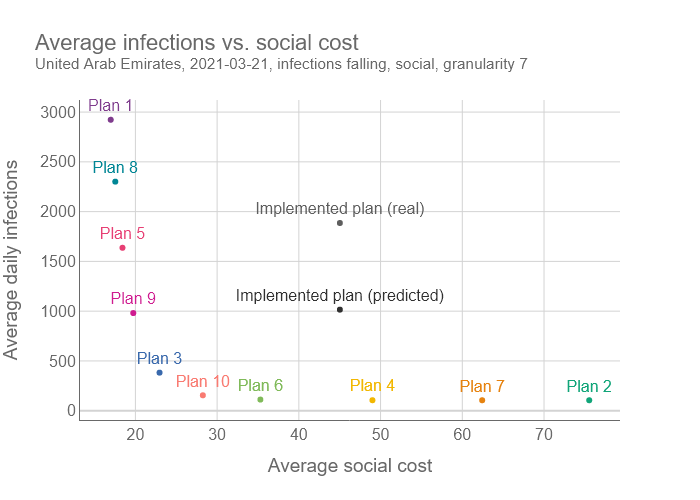 Average infections vs. social cost
United Arab Emirates, 2021-03-21, infections falling, social, granularity 7
Average daily infections
3000
2500
2000
1500
1000
500
0
Plan 1
Plan 8
Implemented plan (real)
Plan 5
Implemented plan (predicted)
Plan 9
Plan 3
Plan 10
Plan 6
Plan 4
Plan 7
Plan 2
20
30
40
50
60
70
Average social cost